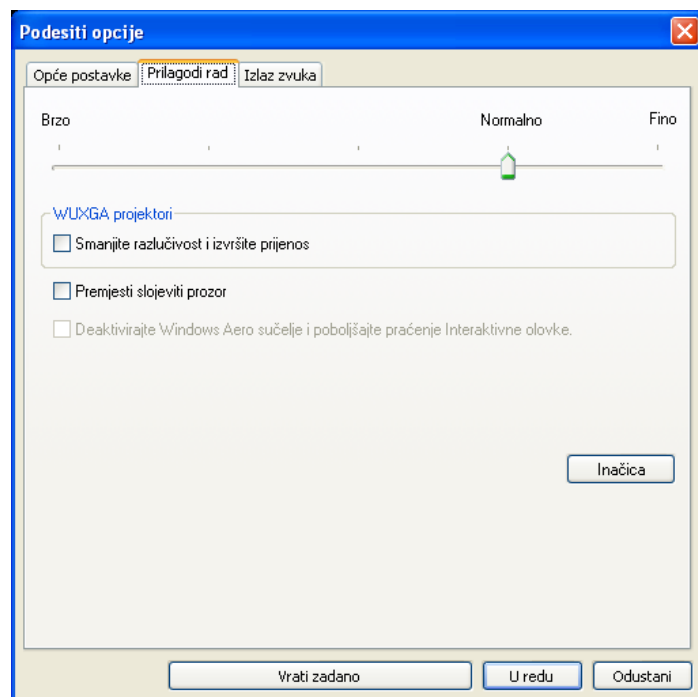 Podesiti opcije
Opće postavke Prilagodi rad Izlaz zvuka
Brzo Normalno Fino
WUXGA projektori
Smanjite razlučivost i izvršite prijenos
Premjesti slojeviti prozor
Deaktivirajte Windows Aero sučelje i poboljšajte praćenje Interaktivne olovke.
Inačica
Vrati zadano U redu Odustani